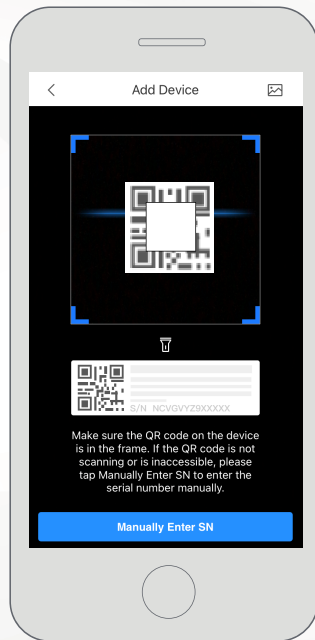 Add Device
S/N NCVGVYZ9XXXXX
Make sure the QR code on the device
is in the frame. If the QR code is not
scanning or is inaccessible, please
tap Manually Enter SN to enter the
serial number manually.
Manually Enter SN